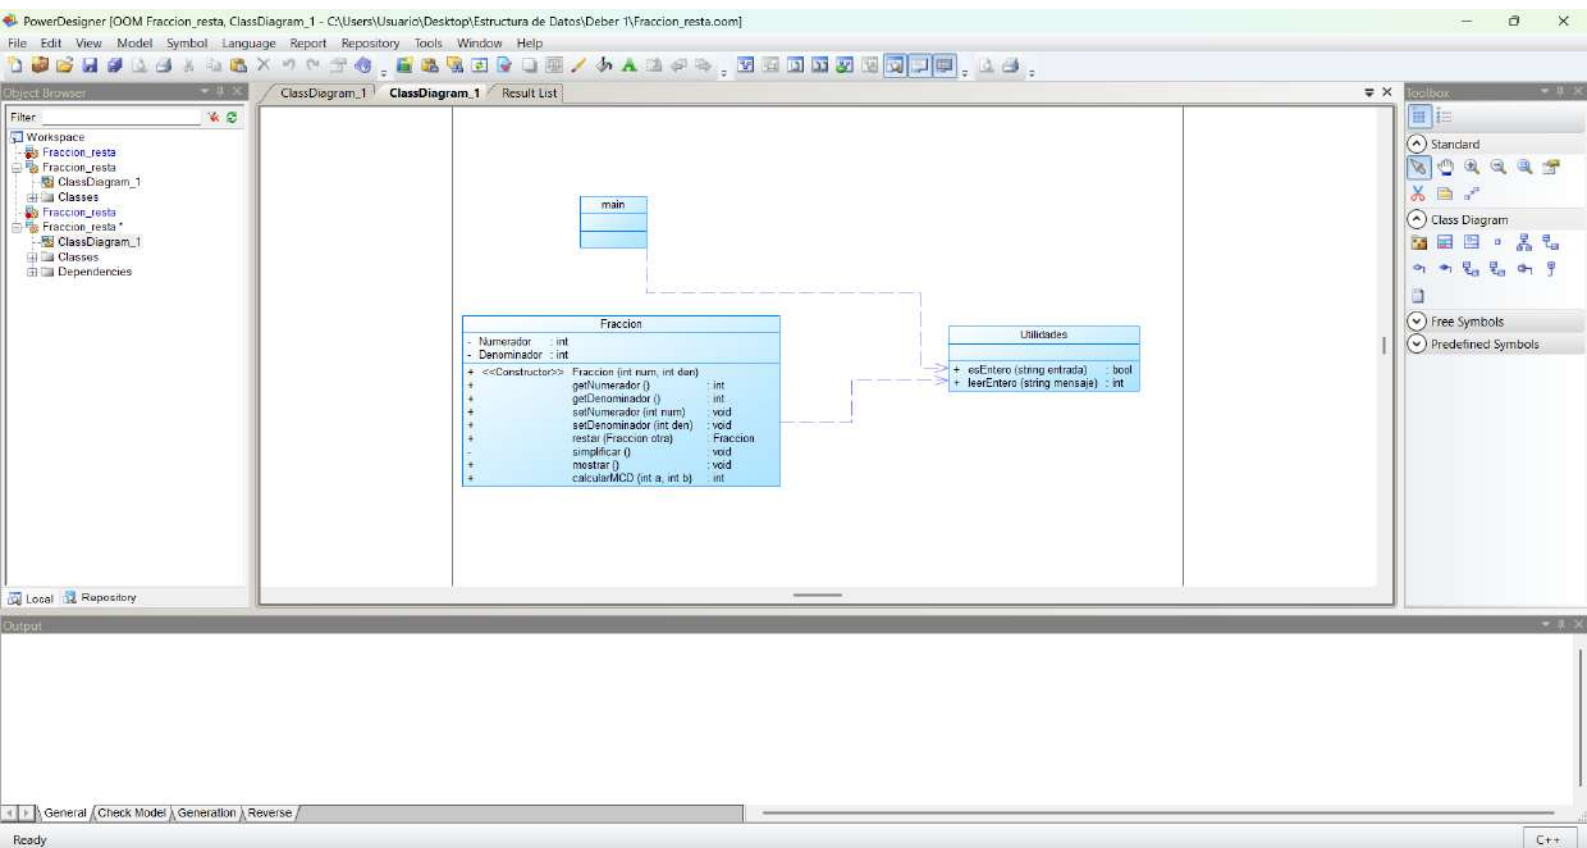 PowerDesigner [OOM Fraccion_resta, ClassDiagram_1 - C:\Users\Usuario\Desktop\Estructura de Datos\Deber 1\Fraccion_resta.oom]
File Edit View Model Symbol Language Report Repository Tools Window Help
Object Browser
Filter:
Workspace
Fraccion_resta
Fraccion_resta
ClassDiagram_1
Classes
Fraccion_resta
Fraccion_resta *
ClassDiagram_1
Classes
Dependencies
Local Repository
ClassDiagram_1 ClassDiagram_1 Result List
main
Fraccion
- Numerador : int
- Denominador : int
+ <<Constructor>> Fraccion (int num, int den)
+ getNumerador () : int
+ getDenominador () : int
+ setNumerador (int num) : void
+ setDenominador (int den) : void
+ restar (Fraccion otra) : Fraccion
- simplificar () : void
+ mostrar () : void
+ calcularMCD (int a, int b) : int
Utilidades
+ esEntero (string entrada) : bool
+ leerEntero (string mensaje) : int
Toolbox
Standard
Class Diagram
Free Symbols
Predefined Symbols
Output
General Check Model Generation Reverse
Ready
C++